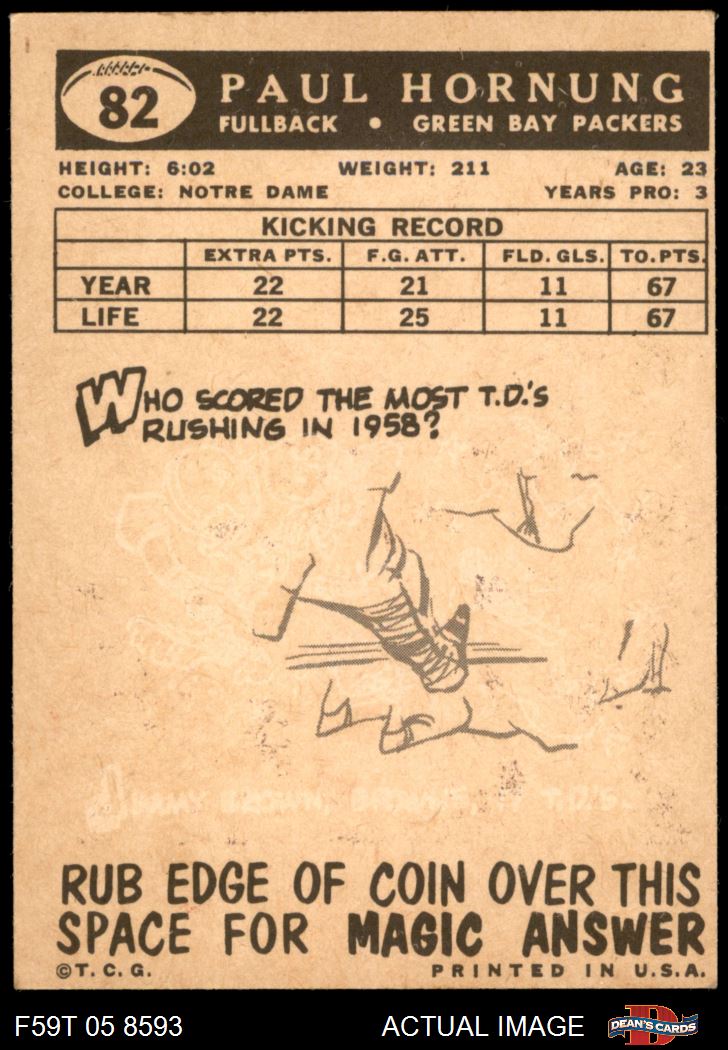 82
PAUL HORNUNG
FULLBACK • GREEN BAY PACKERS
HEIGHT: 6:02 WEIGHT: 211 AGE: 23
COLLEGE: NOTRE DAME YEARS PRO: 3
KICKING RECORD
EXTRA PTS. F.G. ATT. FLD. GLS. TO. PTS.
YEAR 22 21 11 67
LIFE 22 25 11 67
WHO SCORED THE MOST T.D.'S
RUSHING IN 1958?
BROWN, T.D.'S.
RUB EDGE OF COIN OVER THIS
SPACE FOR MAGIC ANSWER
©T. C. G. PRINTED IN U.S.A.
F59T 05 8593 ACTUAL IMAGE D DEAN'S CARDS